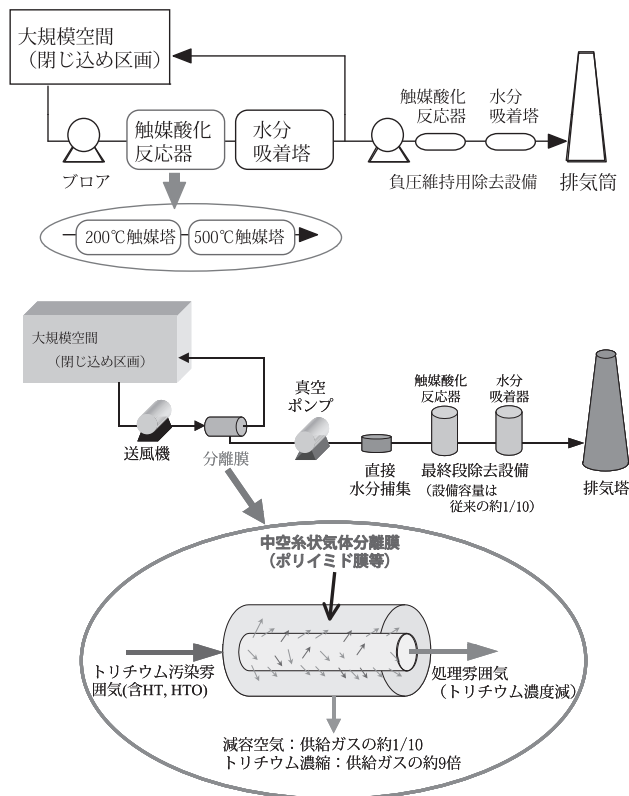 大規模空間
（閉じ込め区画）
ブロア
触媒酸化
反応器
水分
吸着塔
触媒酸化
反応器
水分
吸着塔
負圧維持用除去設備
排気筒
200℃触媒塔
500℃触媒塔
大規模空間
（閉じ込め区画）
送風機
分離膜
真空
ポンプ
直接
水分捕集
触媒酸化
反応器
水分
吸着器
最終段除去設備
（設備容量は
従来の約1/10）
排気塔
中空糸状気体分離膜
（ポリイミド膜等）
トリチウム汚染雰
囲気(含HT, HTO)
処理雰囲気
（トリチウム濃度減）
減容空気：供給ガスの約1/10
トリチウム濃縮：供給ガスの約9倍